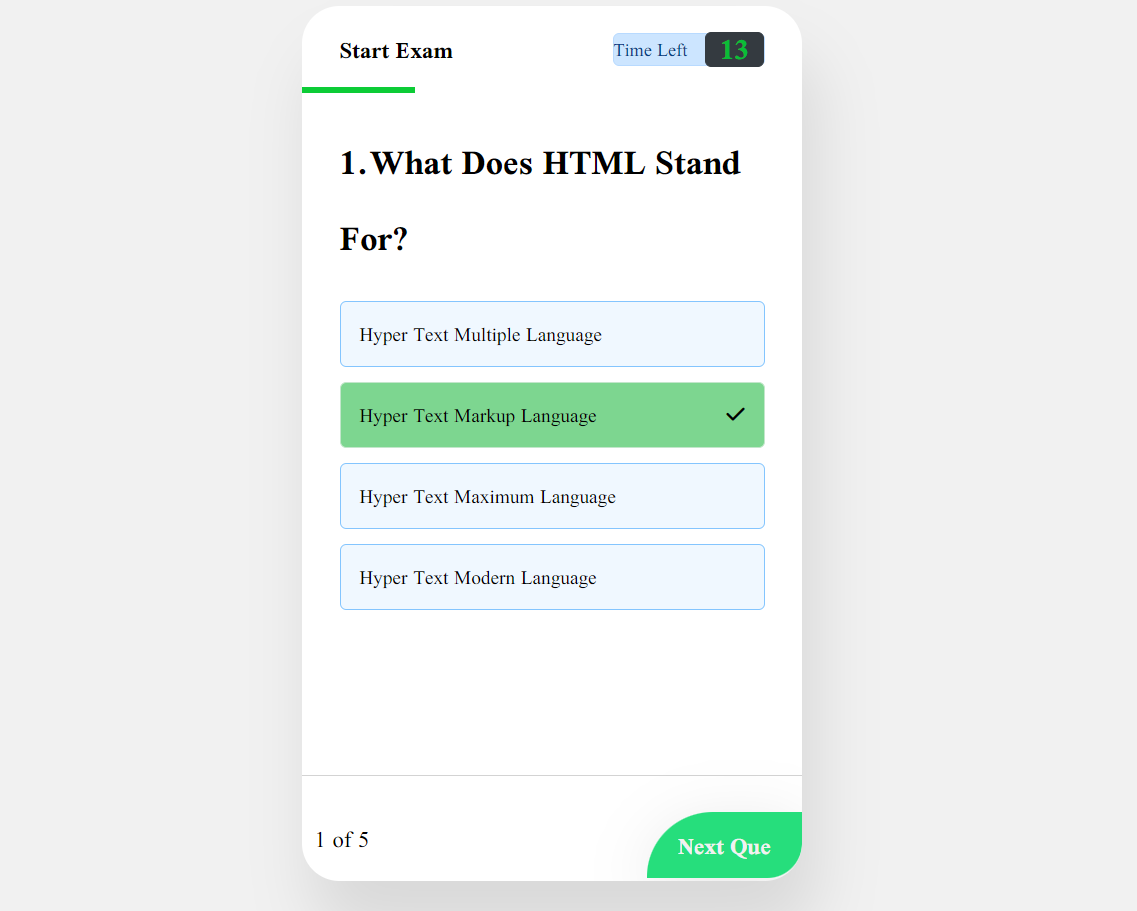 Start Exam
Time Left 13
1. What Does HTML Stand
For?
Hyper Text Multiple Language
Hyper Text Markup Language
Hyper Text Maximum Language
Hyper Text Modern Language
1 of 5
Next Que